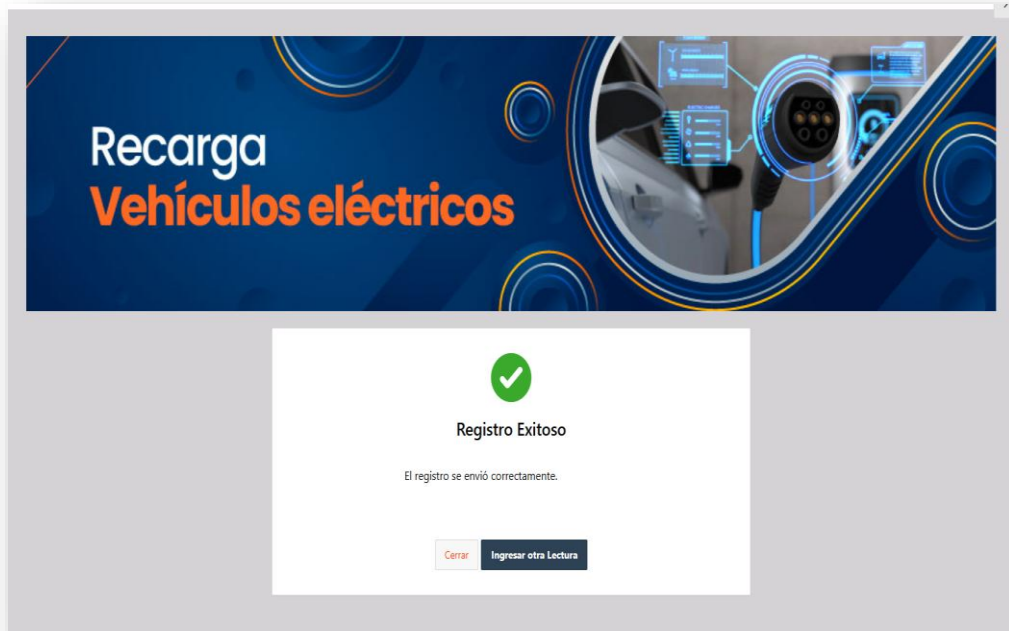 Recarga
Vehículos eléctricos
Registro Exitoso
El registro se envió correctamente.
Cerrar
Ingresar otra Lectura